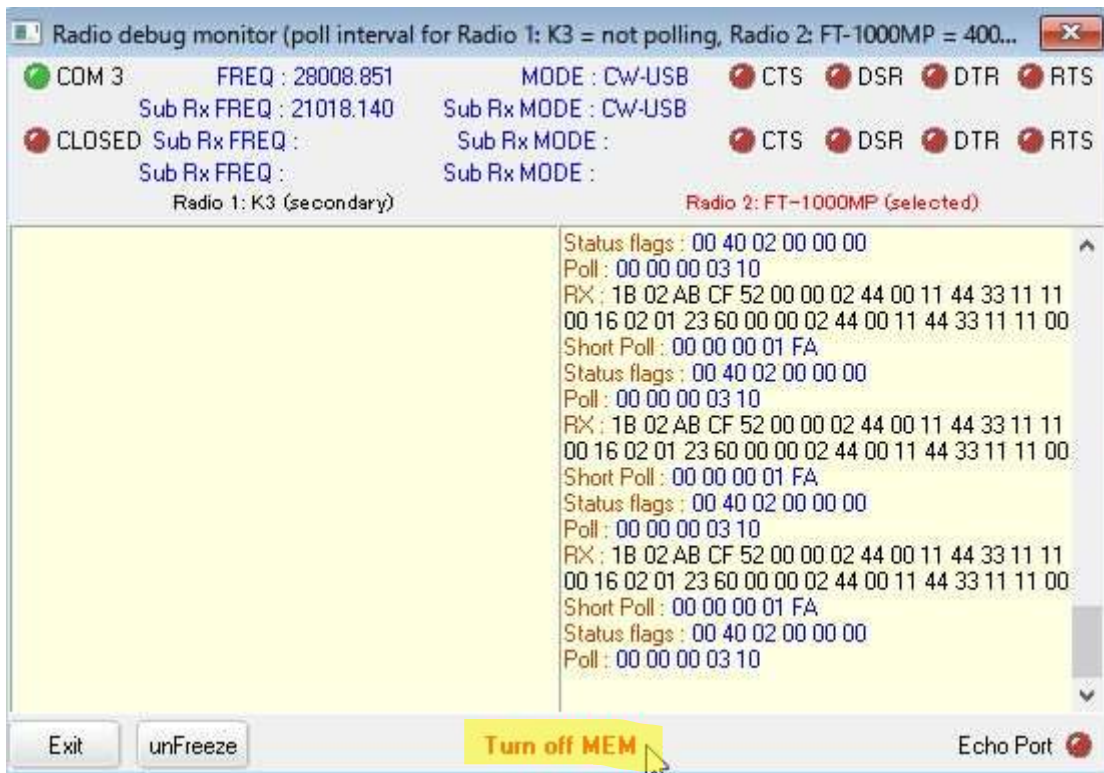 Radio debug monitor (poll interval for Radio 1: K3 = not polling, Radio 2: FT-1000MP = 400...
COM 3 FREQ : 28008.851 MODE : CW-USB CTS DSR DTR RTS
Sub Rx FREQ : 21018.140 Sub Rx MODE : CW-USB
CLOSED Sub Rx FREQ : Sub Rx MODE : CTS DSR DTR RTS
Sub Rx FREQ : Sub Rx MODE :
Radio 1: K3 (secondary) Radio 2: FT-1000MP (selected)
Status flags : 00 40 02 00 00 00
Poll : 00 00 00 03 10
RX : 1B 02 AB CF 52 00 00 02 44 00 11 44 33 11 11
00 16 02 01 23 60 00 00 02 44 00 11 44 33 11 11 00
Short Poll : 00 00 00 01 FA
Status flags : 00 40 02 00 00 00
Poll : 00 00 00 03 10
RX : 1B 02 AB CF 52 00 00 02 44 00 11 44 33 11 11
00 16 02 01 23 60 00 00 02 44 00 11 44 33 11 11 00
Short Poll : 00 00 00 01 FA
Status flags : 00 40 02 00 00 00
Poll : 00 00 00 03 10
RX : 1B 02 AB CF 52 00 00 02 44 00 11 44 33 11 11
00 16 02 01 23 60 00 00 02 44 00 11 44 33 11 11 00
Short Poll : 00 00 00 01 FA
Status flags : 00 40 02 00 00 00
Poll : 00 00 00 03 10
Exit unFreeze Turn off MEM Echo Port